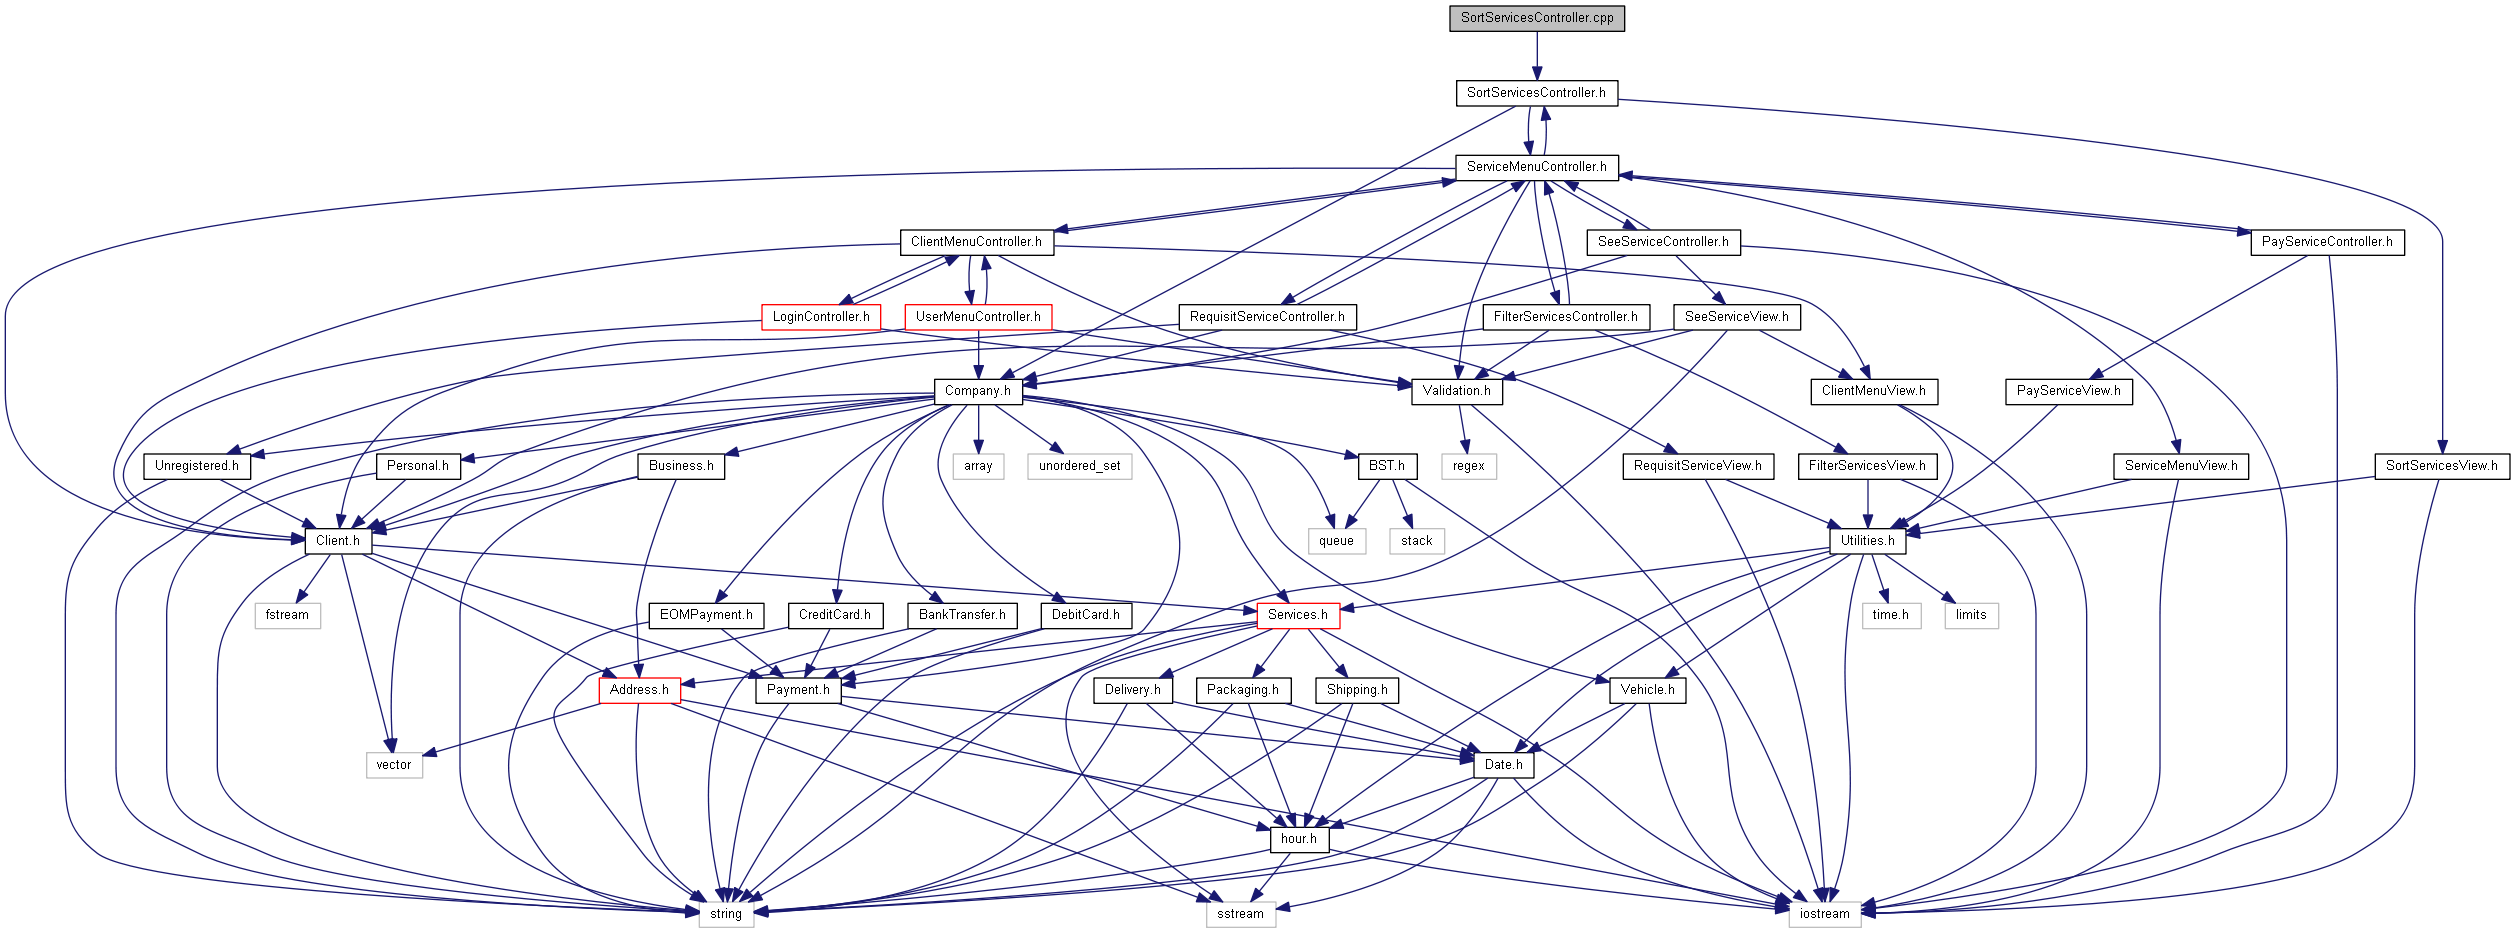 SortServicesController.cpp
SortServicesController.h
ServiceMenuController.h
ClientMenuController.h
SeeServiceController.h
PayServiceController.h
LoginController.h
UserMenuController.h
RequisitServiceController.h
FilterServicesController.h
SeeServiceView.h
Company.h
Validation.h
ClientMenuView.h
PayServiceView.h
Unregistered.h
Personal.h
Business.h
array
unordered_set
BST.h
regex
RequisitServiceView.h
FilterServicesView.h
ServiceMenuView.h
SortServicesView.h
Client.h
queue
stack
Utilities.h
fstream
EOMPayment.h
CreditCard.h
BankTransfer.h
DebitCard.h
Services.h
time.h
limits
Address.h
Payment.h
Delivery.h
Packaging.h
Shipping.h
Vehicle.h
vector
Date.h
hour.h
string
sstream
iostream